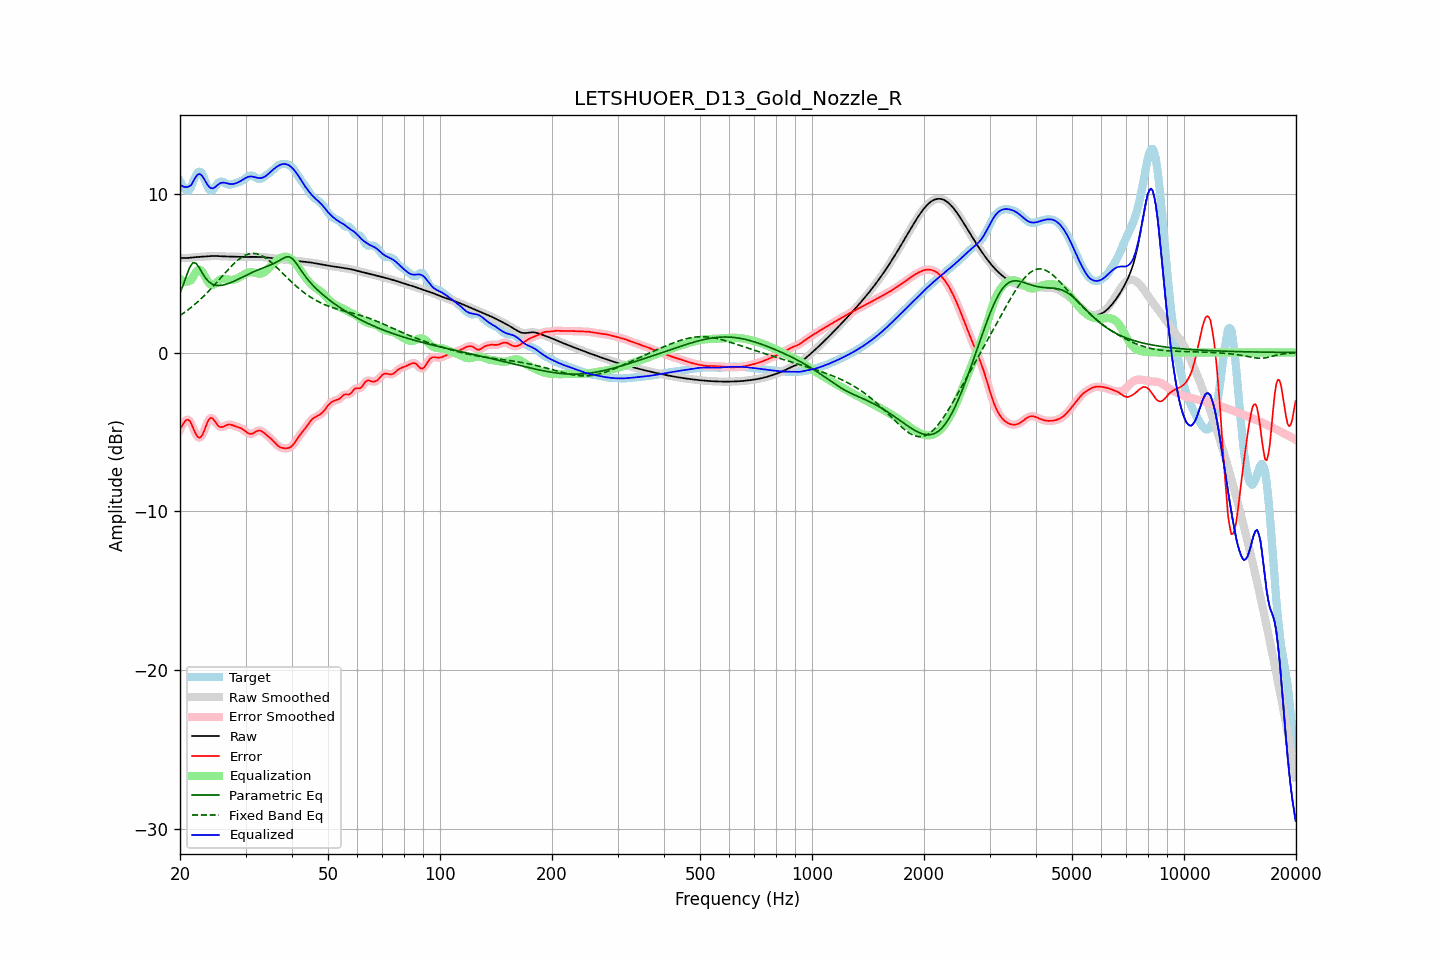 LETSHUOER_D13_Gold_Nozzle_R
Amplitude (dBr)
10
0
−10
−20
−30
Target
Raw Smoothed
Error Smoothed
Raw
Error
Equalization
Parametric Eq
Fixed Band Eq
Equalized
20 50 100 200 500 1000 2000 5000 10000 20000
Frequency (Hz)